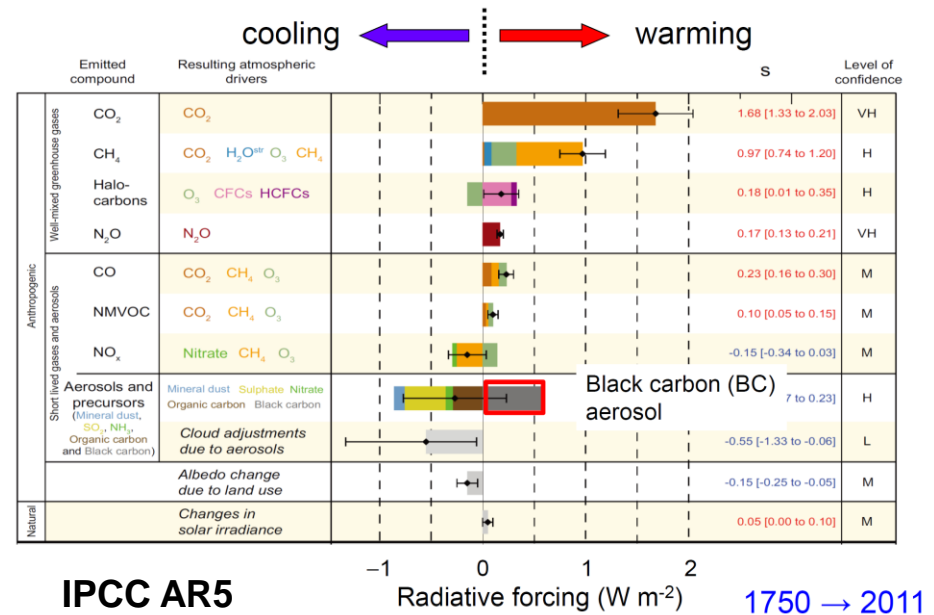 cooling warming
Emitted compound Resulting atmospheric drivers s Level of confidence
Anthropogenic
Well-mixed greenhouse gases
CO₂ CO₂ 1.68 [1.33 to 2.03] VH
CH₄ CO₂ H₂Oˢᵗʳ O₃ CH₄ 0.97 [0.74 to 1.20] H
Halo-carbons O₃ CFCs HCFCs 0.18 [0.01 to 0.35] H
N₂O N₂O 0.17 [0.13 to 0.21] VH
Short lived gases and aerosols
CO CO₂ CH₄ O₃ 0.23 [0.16 to 0.30] M
NMVOC CO₂ CH₄ O₃ 0.10 [0.05 to 0.15] M
NOₓ Nitrate CH₄ O₃ -0.15 [-0.34 to 0.03] M
Aerosols and precursors
(Mineral dust,
SO₂, NH₃,
Organic carbon
and Black carbon)
Mineral dust Sulphate Nitrate
Organic carbon Black carbon
Black carbon (BC)
aerosol
7 to 0.23] H
Cloud adjustments
due to aerosols -0.55 [-1.33 to -0.06] L
Albedo change
due to land use -0.15 [-0.25 to -0.05] M
Natural
Changes in
solar irradiance 0.05 [0.00 to 0.10] M
−1 0 1 2
IPCC AR5 Radiative forcing (W m⁻²) 1750 → 2011